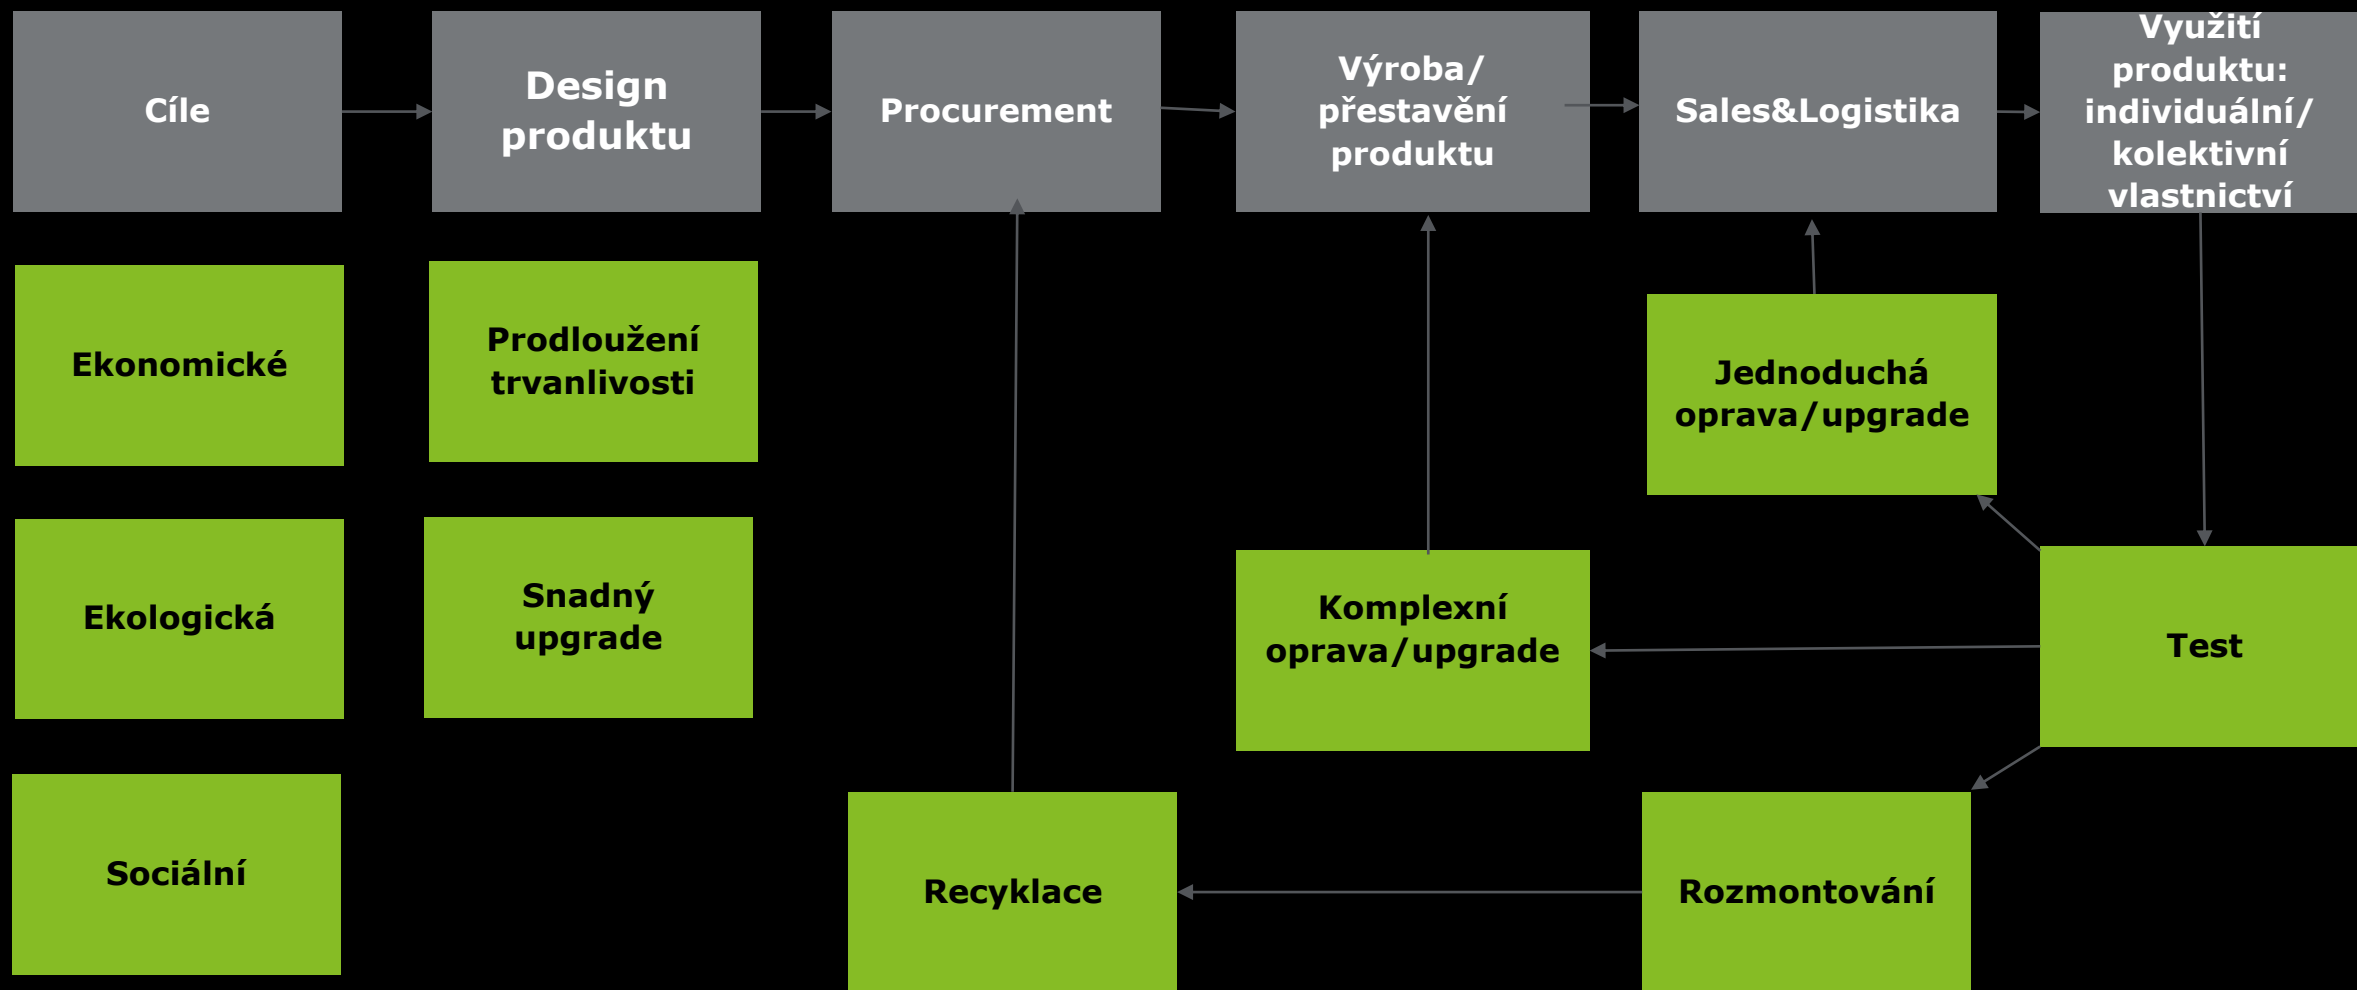 Cíle
Design
produktu
Procurement
Výroba/
přestavění
produktu
Sales&Logistika
Využití
produktu:
individuální/
kolektivní
vlastnictví
Ekonomické
Prodloužení
trvanlivosti
Jednoduchá
oprava/upgrade
Ekologická
Snadný
upgrade
Komplexní
oprava/upgrade
Test
Sociální
Recyklace
Rozmontování